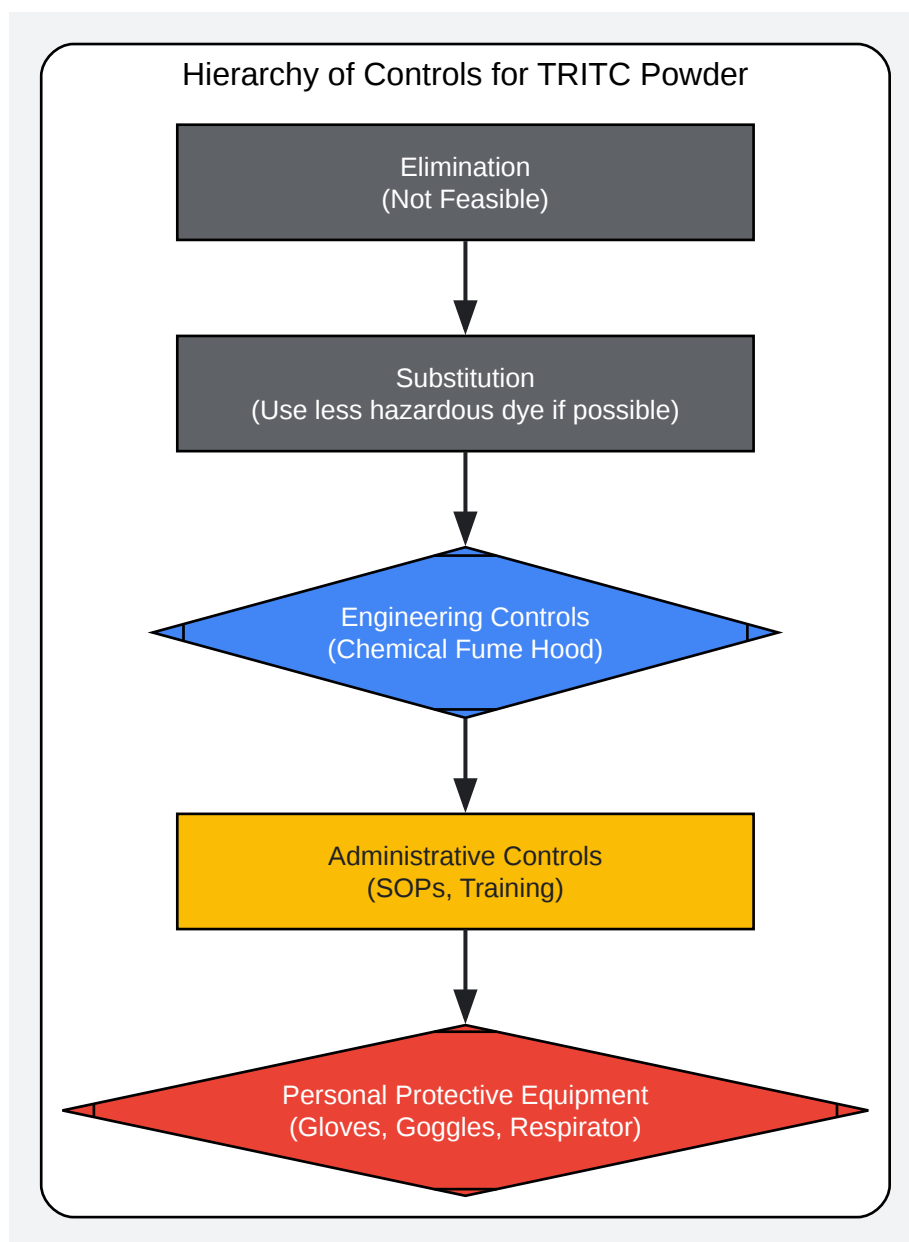 Hierarchy of Controls for TRITC Powder
Elimination
(Not Feasible)
Substitution
(Use less hazardous dye if possible)
Engineering Controls
(Chemical Fume Hood)
Administrative Controls
(SOPs, Training)
Personal Protective Equipment
(Gloves, Goggles, Respirator)